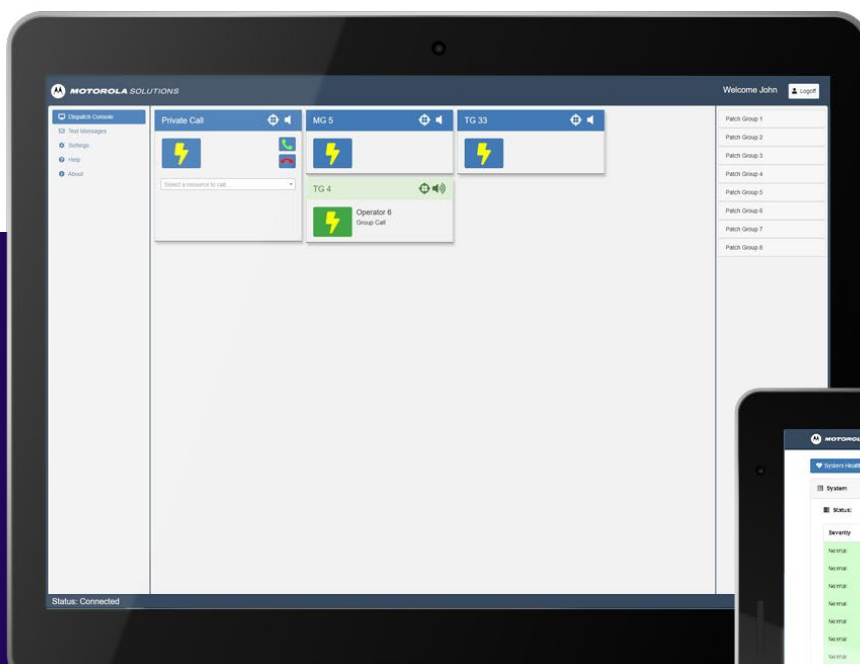 MOTOROLA SOLUTIONS
Welcome John
Logoff
Dispatch Console
Text Messages
Settings
Help
About
Private Call
Select a resource to call.
MG 5
TG 33
TG 4
Operator 6
Group Call
Patch Group 1
Patch Group 2
Patch Group 3
Patch Group 4
Patch Group 5
Patch Group 6
Patch Group 7
Patch Group 8
Status: Connected
System
Status:
Severity
Normal
Normal
Normal
Normal
Normal
Normal
Normal